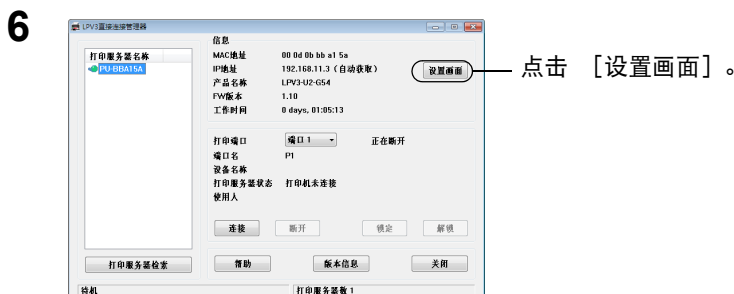 6
LPV3直接连接管理器
打印服务器名称
PU-BBA15A
信息
MAC地址 00 0d 0b bb a1 5a
IP地址 192.168.11.3（自动获取）
设置画面
产品名称 LPV3-U2-G54
FW版本 1.10
工作时间 0 days, 01:05:13
点击 ［设置画面］。
打印端口 端口 1 正在断开
端口名 P1
设备名称
打印服务器状态 打印机未连接
使用人
连接 断开 锁定 解锁
打印服务器检索 帮助 版本信息 关闭
待机 打印服务器数 1